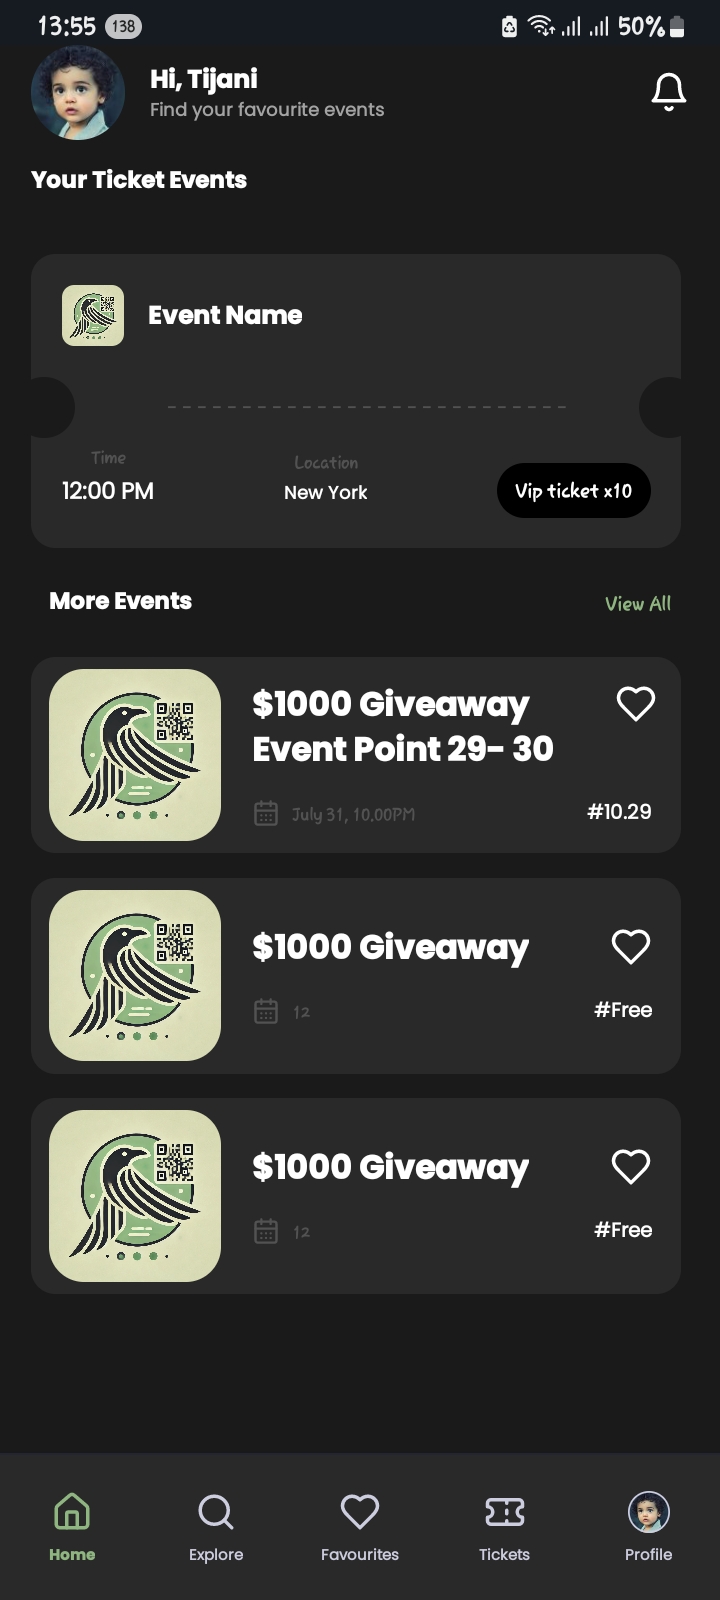 13:55 138 50%
Hi, Tijani
Find your favourite events
Your Ticket Events
Event Name
Time
12:00 PM
Location
New York
Vip ticket x10
More Events
View All
$1000 Giveaway
Event Point 29- 30
July 31, 10.00PM
#10.29
$1000 Giveaway
12
#Free
$1000 Giveaway
12
#Free
Home
Explore
Favourites
Tickets
Profile